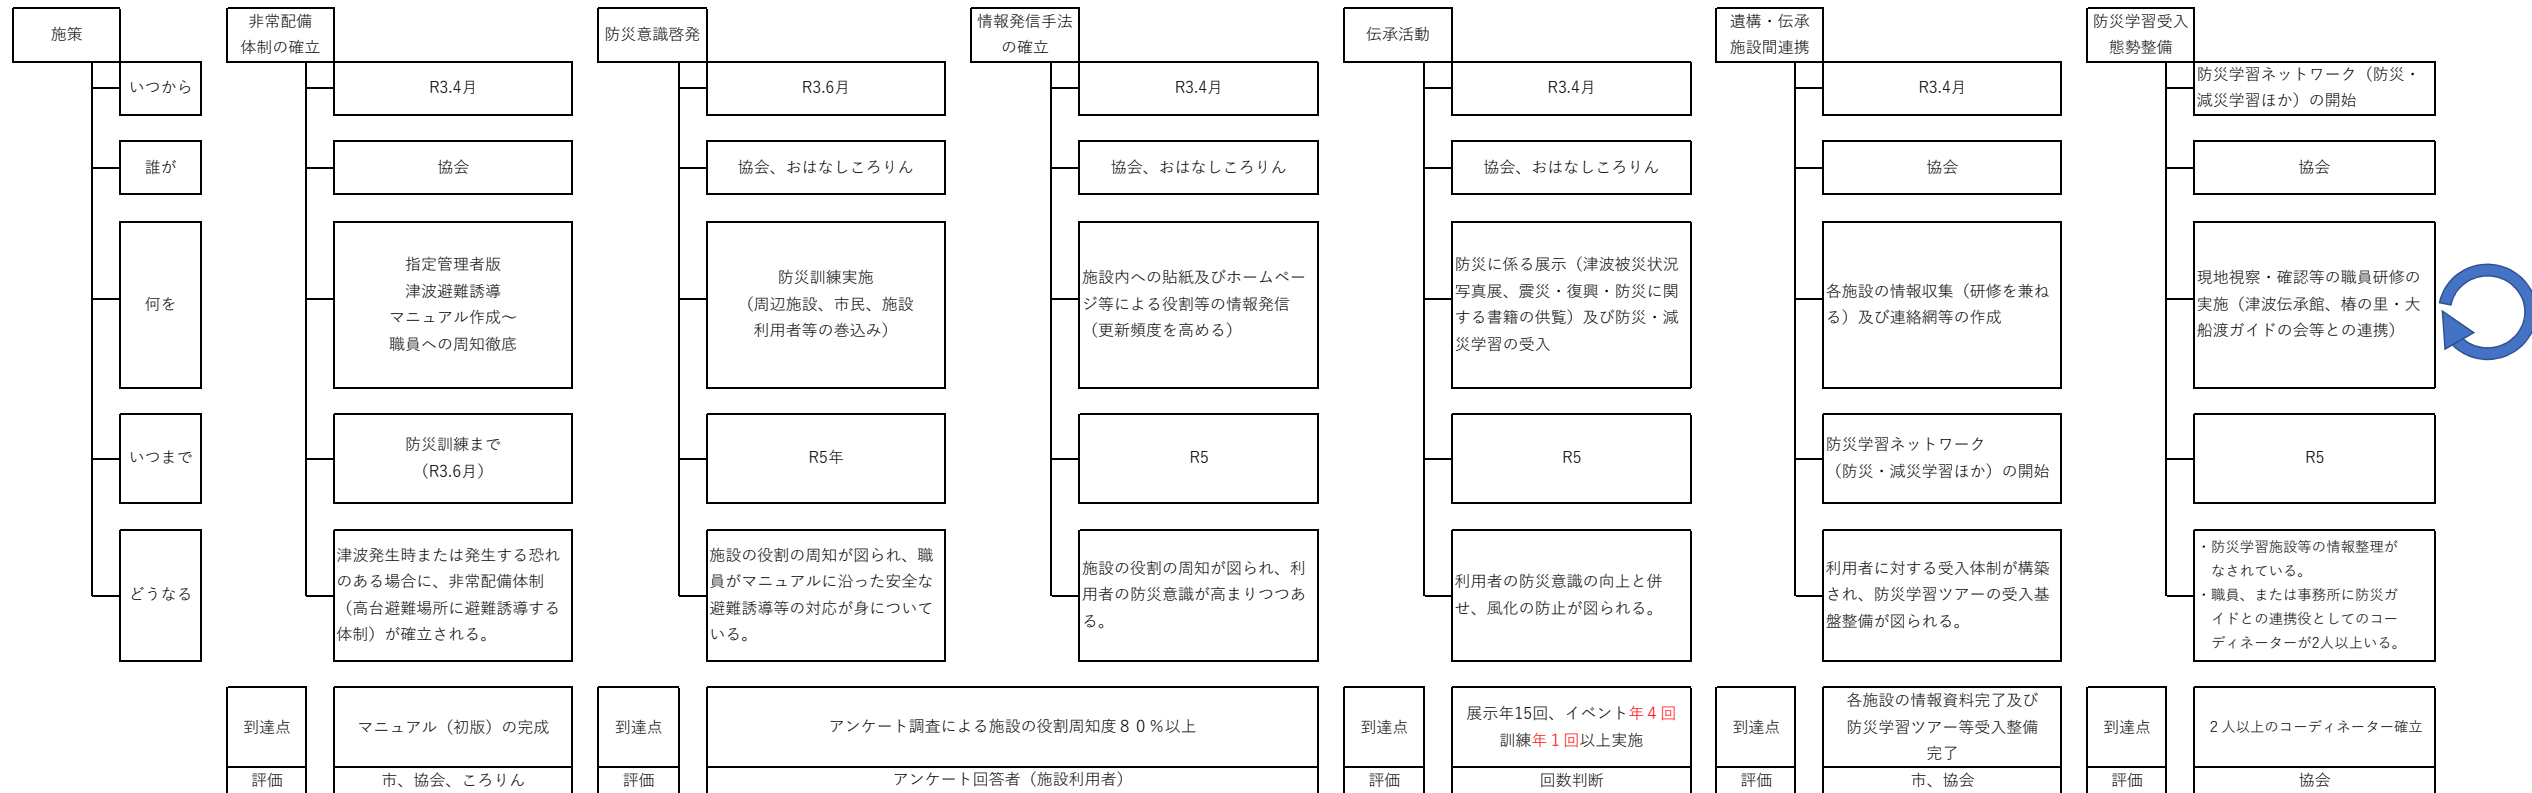 施策
いつから
誰が
何を
いつまで
どうなる
非常配備
体制の確立
R3.4月
協会
指定管理者版
津波避難誘導
マニュアル作成～
職員への周知徹底
防災訓練まで
（R3.6月）
津波発生時または発生する恐れ
のある場合に、非常配備体制
（高台避難場所に避難誘導する
体制）が確立される。
到達点
マニュアル（初版）の完成
評価
市、協会、ころりん
防災意識啓発
R3.6月
協会、おはなしころりん
防災訓練実施
（周辺施設、市民、施設
利用者等の巻込み）
R5年
施設の役割の周知が図られ、職
員がマニュアルに沿った安全な
避難誘導等の対応が身について
いる。
情報発信手法
の確立
R3.4月
協会、おはなしころりん
施設内への貼紙及びホームペー
ジ等による役割等の情報発信
（更新頻度を高める）
R5
施設の役割の周知が図られ、利
用者の防災意識が高まりつつあ
る。
到達点
アンケート調査による施設の役割周知度８０％以上
評価
アンケート回答者（施設利用者）
伝承活動
R3.4月
協会、おはなしころりん
防災に係る展示（津波被災状況
写真展、震災・復興・防災に関
する書籍の供覧）及び防災・減
災学習の受入
R5
利用者の防災意識の向上と併
せ、風化の防止が図られる。
到達点
展示年15回、イベント年４回
訓練年１回以上実施
評価
回数判断
遺構・伝承
施設間連携
R3.4月
協会
各施設の情報収集（研修を兼ね
る）及び連絡網等の作成
防災学習ネットワーク
（防災・減災学習ほか）の開始
利用者に対する受入体制が構築
され、防災学習ツアーの受入基
盤整備が図られる。
到達点
各施設の情報資料完了及び
防災学習ツアー等受入整備
完了
評価
市、協会
防災学習受入
態勢整備
防災学習ネットワーク（防災・
減災学習ほか）の開始
協会
現地視察・確認等の職員研修の
実施（津波伝承館、椿の里・大
船渡ガイドの会等との連携）
R5
・防災学習施設等の情報整理が
なされている。
・職員、または事務所に防災ガ
イドとの連携役としてのコー
ディネーターが2人以上いる。
到達点
２人以上のコーディネーター確立
評価
協会